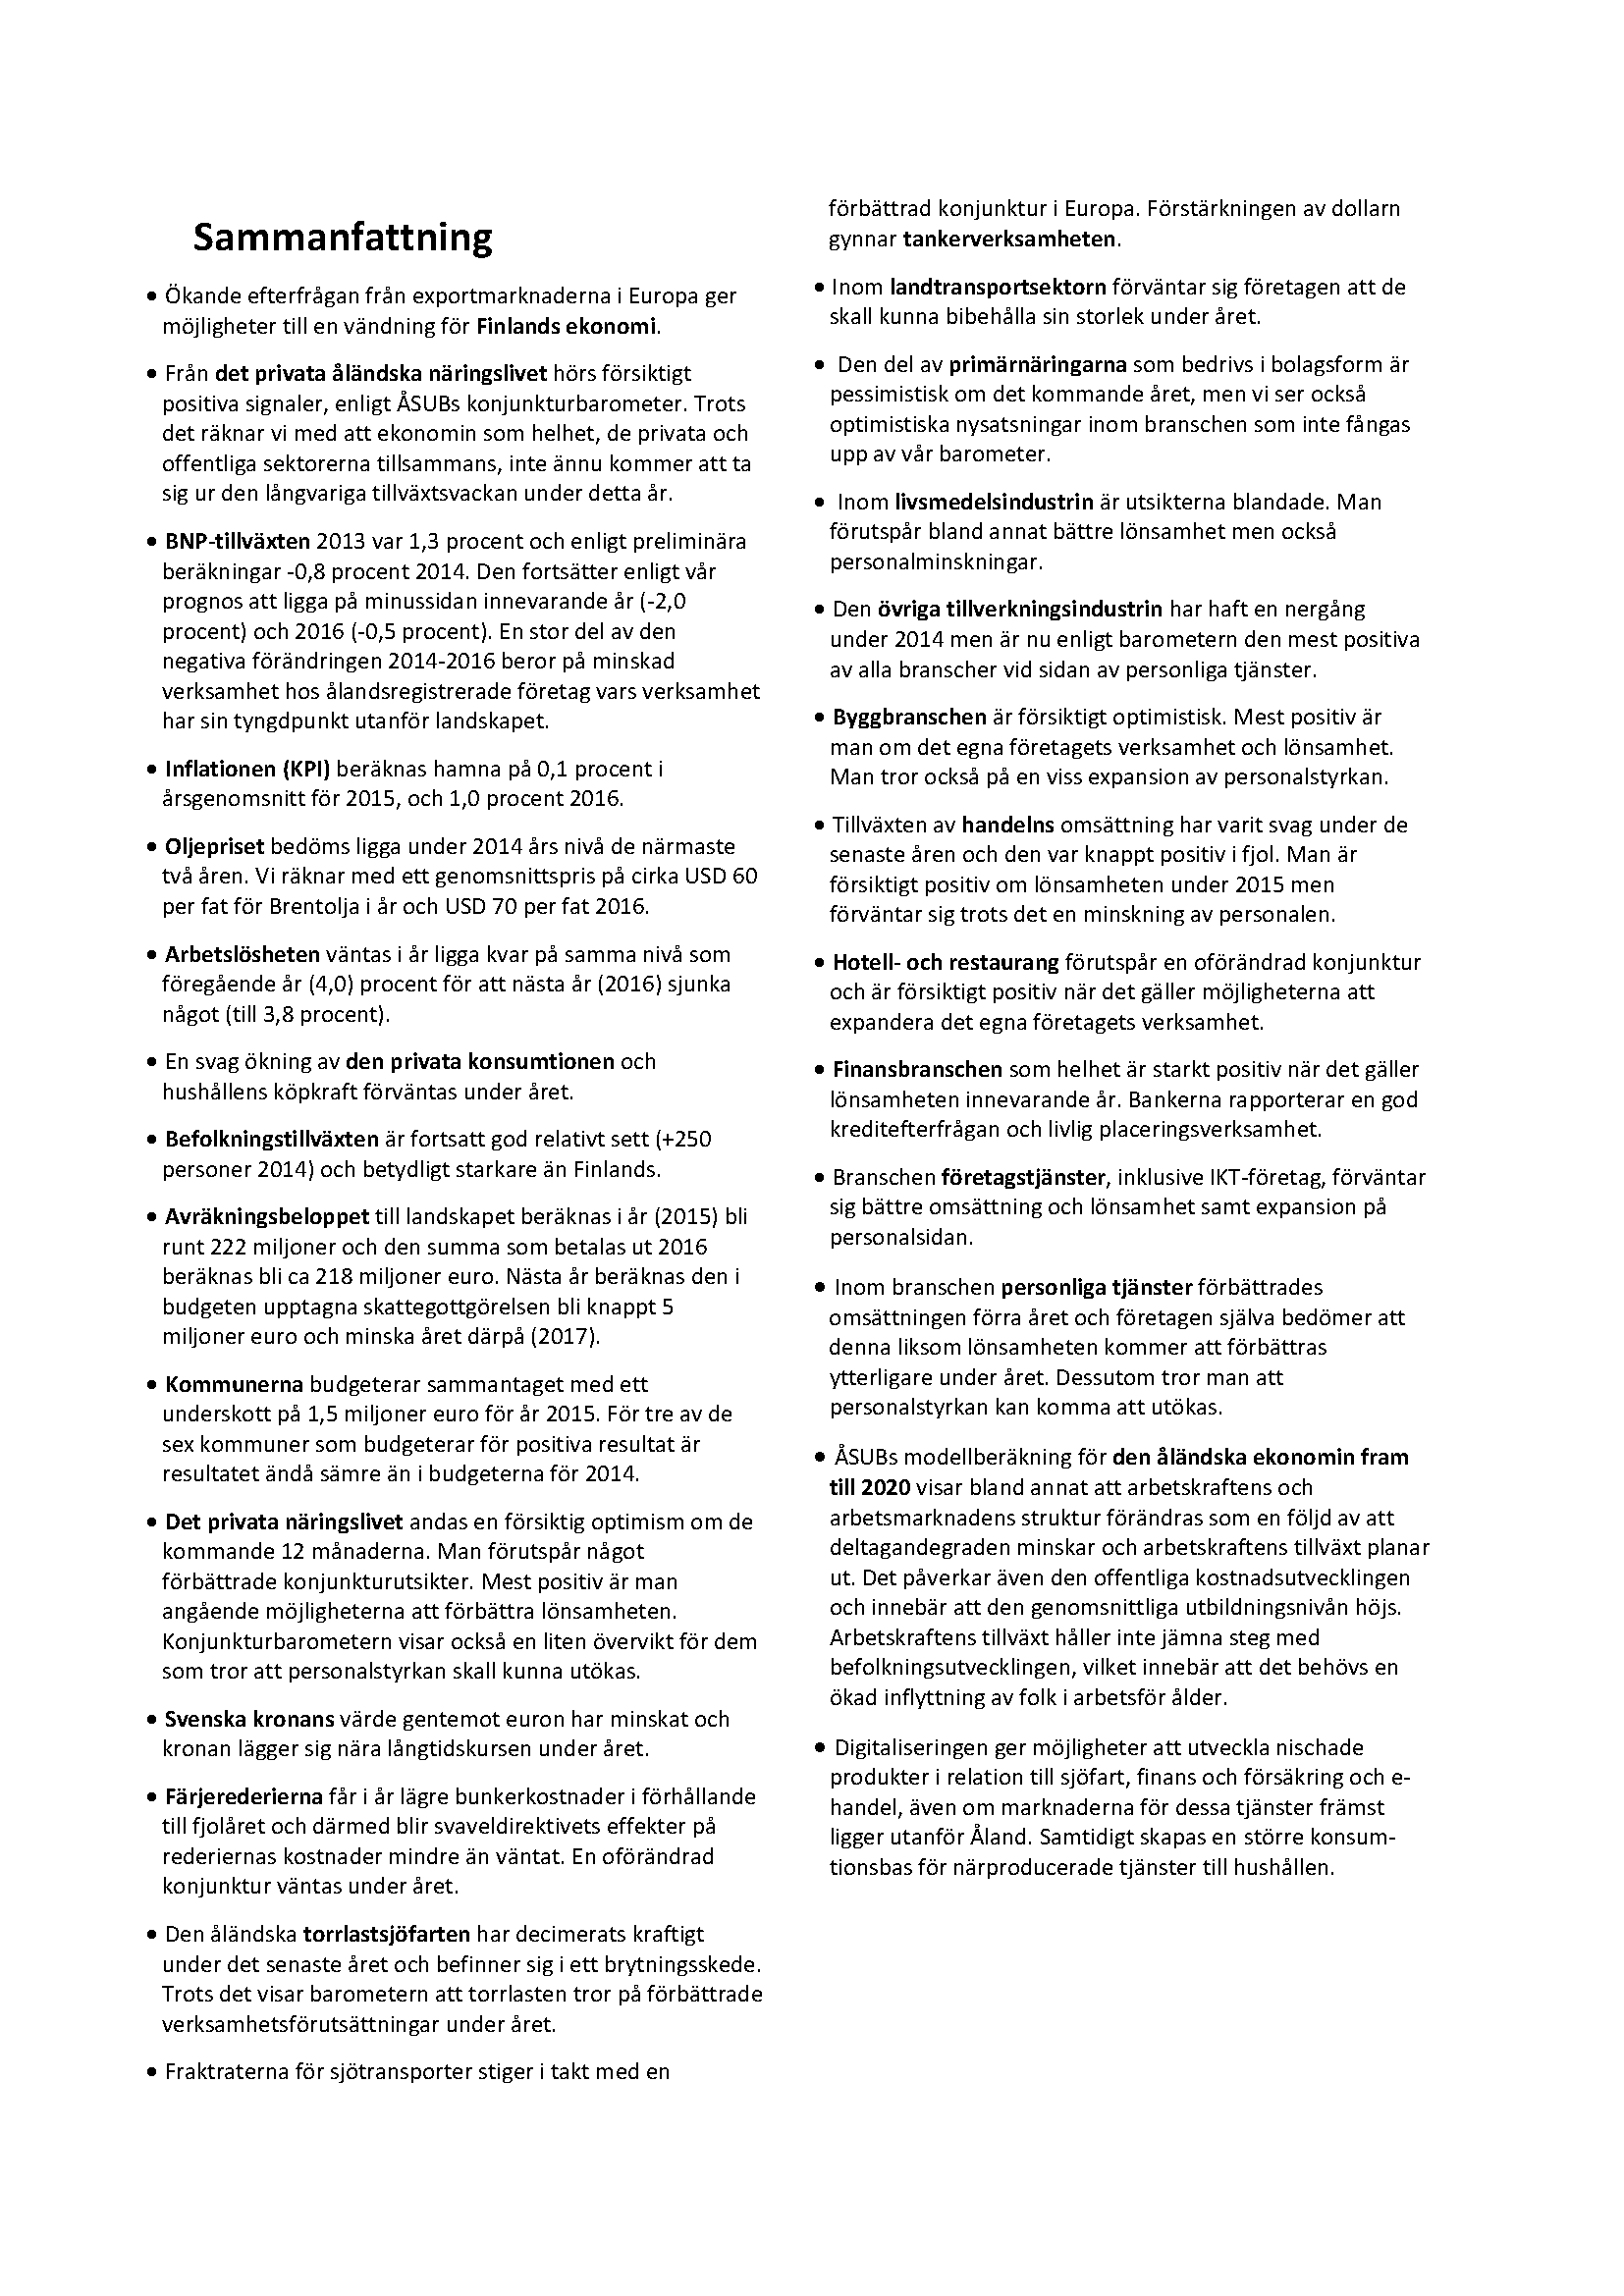 Sammanfattning
• Ökande efterfrågan från exportmarknaderna i Europa ger
möjligheter till en vändning för Finlands ekonomi.
• Från det privata åländska näringslivet hörs försiktigt
positiva signaler, enligt ÅSUBs konjunkturbarometer. Trots
det räknar vi med att ekonomin som helhet, de privata och
offentliga sektorerna tillsammans, inte ännu kommer att ta
sig ur den långvariga tillväxtsvackan under detta år.
• BNP-tillväxten 2013 var 1,3 procent och enligt preliminära
beräkningar -0,8 procent 2014. Den fortsätter enligt vår
prognos att ligga på minussidan innevarande år (-2,0
procent) och 2016 (-0,5 procent). En stor del av den
negativa förändringen 2014-2016 beror på minskad
verksamhet hos ålandsregistrerade företag vars verksamhet
har sin tyngdpunkt utanför landskapet.
• Inflationen (KPI) beräknas hamna på 0,1 procent i
årsgenomsnitt för 2015, och 1,0 procent 2016.
• Oljepriset bedöms ligga under 2014 års nivå de närmaste
två åren. Vi räknar med ett genomsnittspris på cirka USD 60
per fat för Brentolja i år och USD 70 per fat 2016.
• Arbetslösheten väntas i år ligga kvar på samma nivå som
föregående år (4,0) procent för att nästa år (2016) sjunka
något (till 3,8 procent).
• En svag ökning av den privata konsumtionen och
hushållens köpkraft förväntas under året.
• Befolkningstillväxten är fortsatt god relativt sett (+250
personer 2014) och betydligt starkare än Finlands.
• Avräkningsbeloppet till landskapet beräknas i år (2015) bli
runt 222 miljoner och den summa som betalas ut 2016
beräknas bli ca 218 miljoner euro. Nästa år beräknas den i
budgeten upptagna skattegottgörelsen bli knappt 5
miljoner euro och minska året därpå (2017).
• Kommunerna budgeterar sammantaget med ett
underskott på 1,5 miljoner euro för år 2015. För tre av de
sex kommuner som budgeterar för positiva resultat är
resultatet ändå sämre än i budgeterna för 2014.
• Det privata näringslivet andas en försiktig optimism om de
kommande 12 månaderna. Man förutspår något
förbättrade konjunkturutsikter. Mest positiv är man
angående möjligheterna att förbättra lönsamheten.
Konjunkturbarometern visar också en liten övervikt för dem
som tror att personalstyrkan skall kunna utökas.
• Svenska kronans värde gentemot euron har minskat och
kronan lägger sig nära långtidskursen under året.
• Färjerederierna får i år lägre bunkerkostnader i förhållande
till fjolåret och därmed blir svaveldirektivets effekter på
rederiernas kostnader mindre än väntat. En oförändrad
konjunktur väntas under året.
• Den åländska torrlastsjöfarten har decimerats kraftigt
under det senaste året och befinner sig i ett brytningsskede.
Trots det visar barometern att torrlasten tror på förbättrade
verksamhetsförutsättningar under året.
• Fraktraterna för sjötransporter stiger i takt med en
förbättrad konjunktur i Europa. Förstärkningen av dollarn
gynnar tankerverksamheten.
• Inom landtransportsektorn förväntar sig företagen att de
skall kunna bibehålla sin storlek under året.
• Den del av primärnäringarna som bedrivs i bolagsform är
pessimistisk om det kommande året, men vi ser också
optimistiska nysatsningar inom branschen som inte fångas
upp av vår barometer.
• Inom livsmedelsindustrin är utsikterna blandade. Man
förutspår bland annat bättre lönsamhet men också
personalminskningar.
• Den övriga tillverkningsindustrin har haft en nergång
under 2014 men är nu enligt barometern den mest positiva
av alla branscher vid sidan av personliga tjänster.
• Byggbranschen är försiktigt optimistisk. Mest positiv är
man om det egna företagets verksamhet och lönsamhet.
Man tror också på en viss expansion av personalstyrkan.
• Tillväxten av handelns omsättning har varit svag under de
senaste åren och den var knappt positiv i fjol. Man är
försiktigt positiv om lönsamheten under 2015 men
förväntar sig trots det en minskning av personalen.
• Hotell- och restaurang förutspår en oförändrad konjunktur
och är försiktigt positiv när det gäller möjligheterna att
expandera det egna företagets verksamhet.
• Finansbranschen som helhet är starkt positiv när det gäller
lönsamheten innevarande år. Bankerna rapporterar en god
kreditefterfrågan och livlig placeringsverksamhet.
• Branschen företagstjänster, inklusive IKT-företag, förväntar
sig bättre omsättning och lönsamhet samt expansion på
personalsidan.
• Inom branschen personliga tjänster förbättrades
omsättningen förra året och företagen själva bedömer att
denna liksom lönsamheten kommer att förbättras
ytterligare under året. Dessutom tror man att
personalstyrkan kan komma att utökas.
• ÅSUBs modellberäkning för den åländska ekonomin fram
till 2020 visar bland annat att arbetskraftens och
arbetsmarknadens struktur förändras som en följd av att
deltagandegraden minskar och arbetskraftens tillväxt planar
ut. Det påverkar även den offentliga kostnadsutvecklingen
och innebär att den genomsnittliga utbildningsnivån höjs.
Arbetskraftens tillväxt håller inte jämna steg med
befolkningsutvecklingen, vilket innebär att det behövs en
ökad inflyttning av folk i arbetsför ålder.
• Digitaliseringen ger möjligheter att utveckla nischade
produkter i relation till sjöfart, finans och försäkring och e-
handel, även om marknaderna för dessa tjänster främst
ligger utanför Åland. Samtidigt skapas en större konsum-
tionsbas för närproducerade tjänster till hushållen.